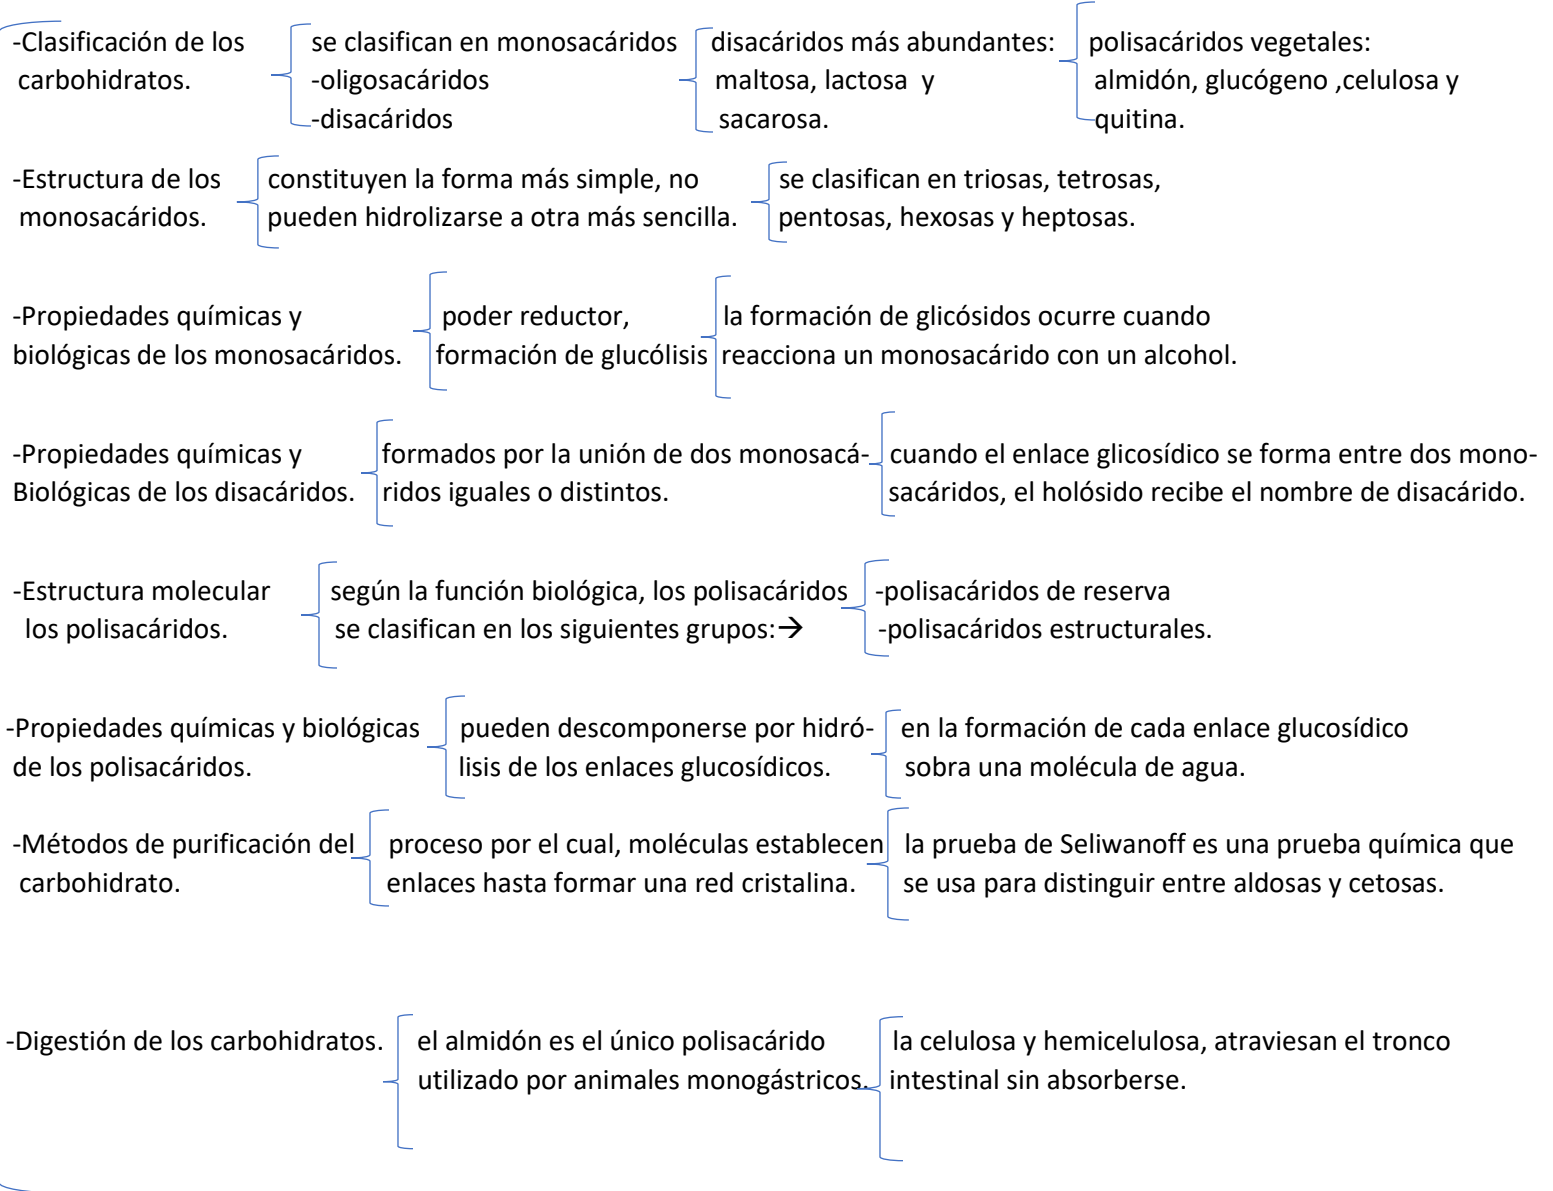 -Clasificación de los
carbohidratos.
se clasifican en monosacáridos
-oligosacáridos
-disacáridos
disacáridos más abundantes:
maltosa, lactosa y
sacarosa.
polisacáridos vegetales:
almidón, glucógeno ,celulosa y
quitina.
-Estructura de los
monosacáridos.
constituyen la forma más simple, no
pueden hidrolizarse a otra más sencilla.
se clasifican en triosas, tetrosas,
pentosas, hexosas y heptosas.
-Propiedades químicas y
biológicas de los monosacáridos.
poder reductor,
formación de glucólisis
la formación de glicósidos ocurre cuando
reacciona un monosacárido con un alcohol.
-Propiedades químicas y
Biológicas de los disacáridos.
formados por la unión de dos monosacá-
ridos iguales o distintos.
cuando el enlace glicosídico se forma entre dos mono-
sacáridos, el holósido recibe el nombre de disacárido.
-Estructura molecular
los polisacáridos.
según la función biológica, los polisacáridos
se clasifican en los siguientes grupos:→
-polisacáridos de reserva
-polisacáridos estructurales.
-Propiedades químicas y biológicas
de los polisacáridos.
pueden descomponerse por hidró-
lisis de los enlaces glucosídicos.
en la formación de cada enlace glucosídico
sobra una molécula de agua.
-Métodos de purificación del
carbohidrato.
proceso por el cual, moléculas establecen
enlaces hasta formar una red cristalina.
la prueba de Seliwanoff es una prueba química que
se usa para distinguir entre aldosas y cetosas.
-Digestión de los carbohidratos.
el almidón es el único polisacárido
utilizado por animales monogástricos.
la celulosa y hemicelulosa, atraviesan el tronco
intestinal sin absorberse.